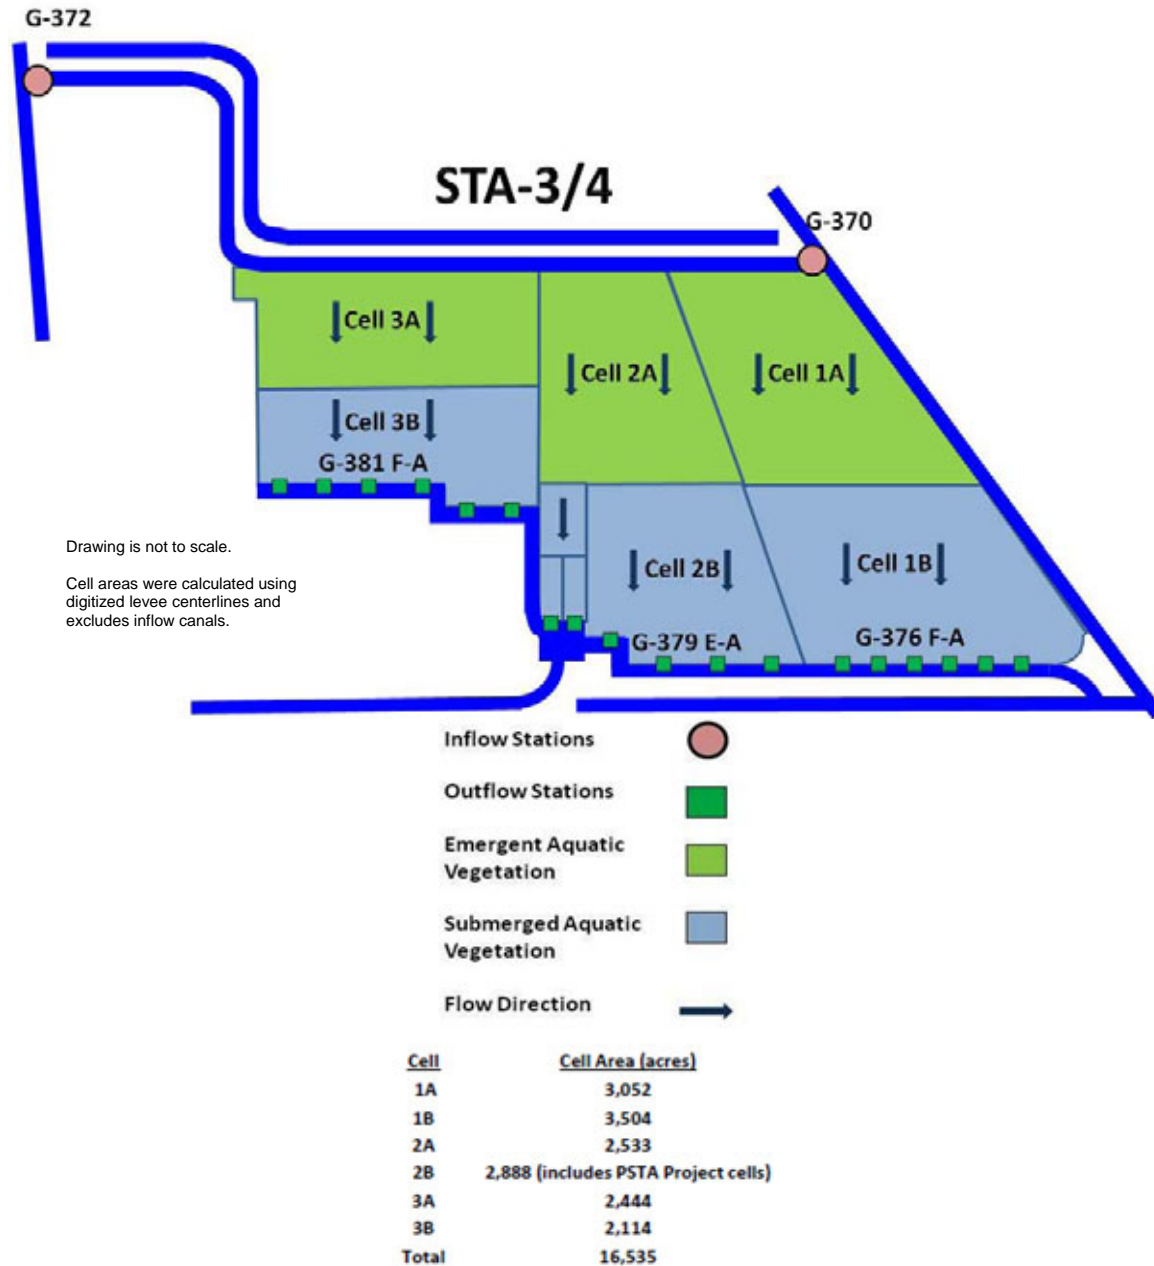 G-372
STA-3/4
G-370
Cell 3A
Cell 2A
Cell 1A
Cell 3B
G-381 F-A
Drawing is not to scale.
Cell areas were calculated using
digitized levee centerlines and
excludes inflow canals.
Cell 2B
Cell 1B
G-379 E-A
G-376 F-A
Inflow Stations
Outflow Stations
Emergent Aquatic
Vegetation
Submerged Aquatic
Vegetation
Flow Direction
Cell Cell Area (acres)
1A 3,052
1B 3,504
2A 2,533
2B 2,888 (includes PSTA Project cells)
3A 2,444
3B 2,114
Total 16,535